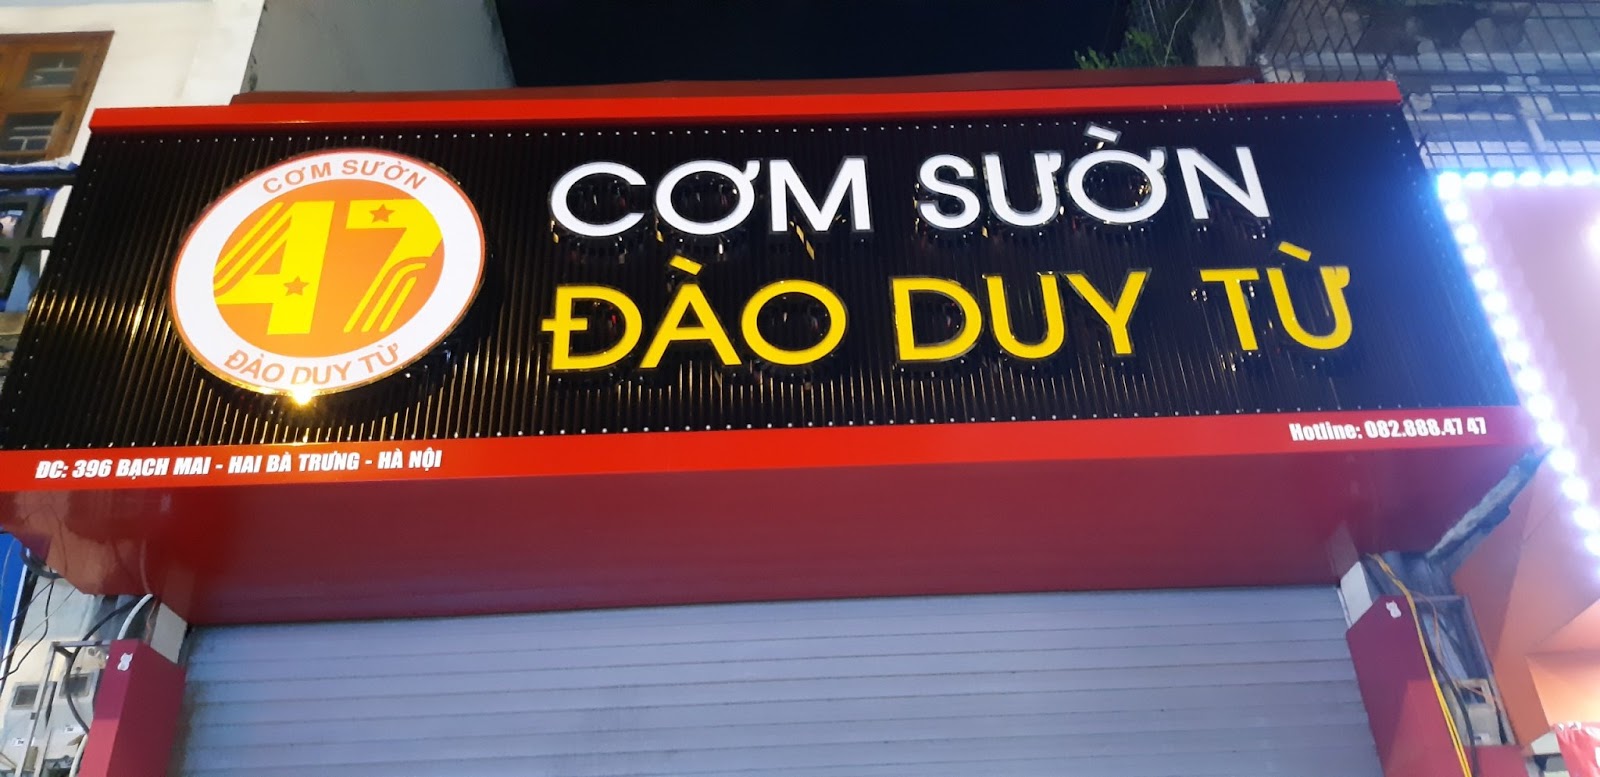 CƠM SƯỜN
47
ĐÀO DUY TỪ
CƠM SƯỜN
ĐÀO DUY TỪ
ĐC: 396 BẠCH MAI - HAI BÀ TRƯNG - HÀ NỘI
Hotline: 082.888.47 47